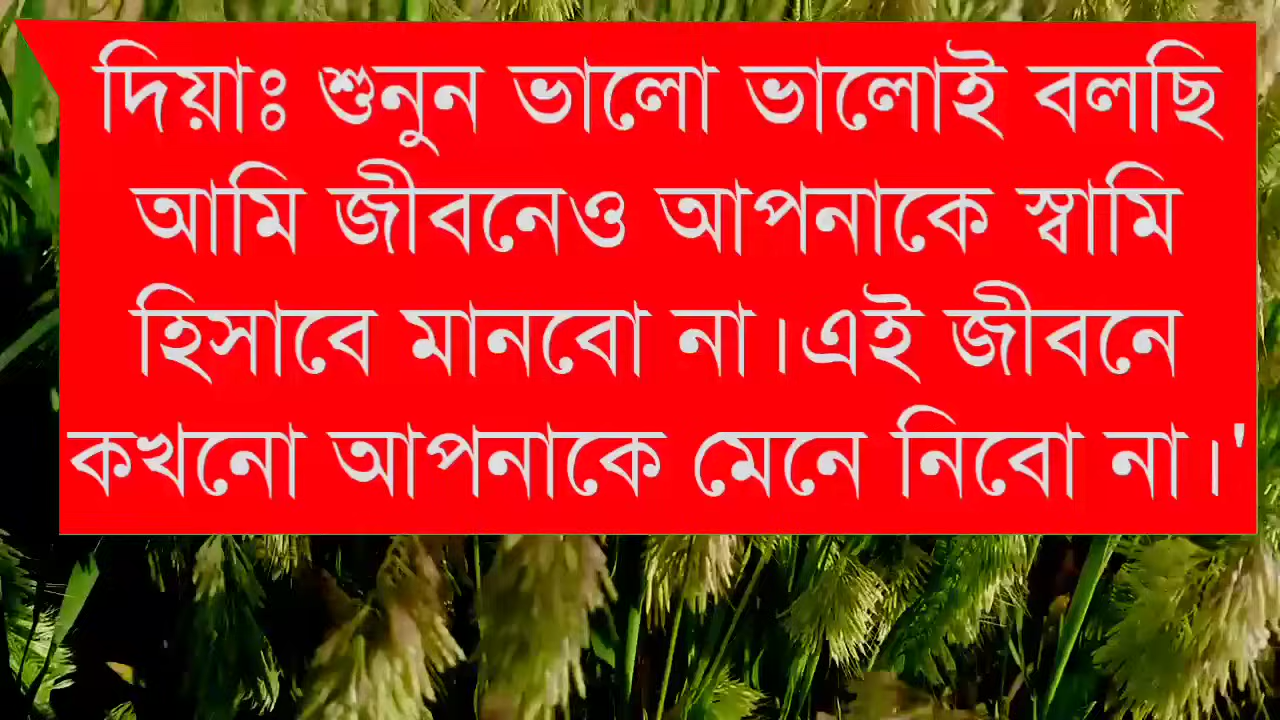 দিয়াঃ শুনুন ভালো ভালোই বলছি
আমি জীবনেও আপনাকে স্বামি
হিসাবে মানবো না।এই জীবনে
কখনো আপনাকে মেনে নিবো না।'